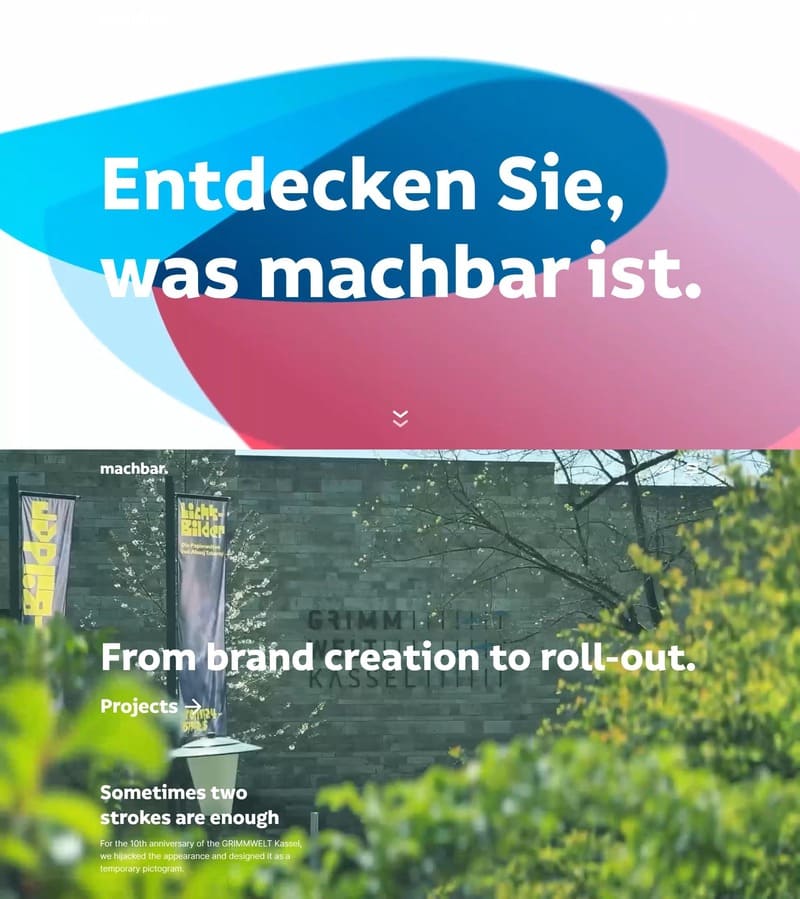 Entdecken Sie,
was machbar ist.
machbar.
Licht-
Bilder
GRIMM
WELT
KASSEL
From brand creation to roll-out.
Projects →
Sometimes two
strokes are enough
For the 10th anniversary of the GRIMMWELT Kassel,
we hijacked the appearance and designed it as a
temporary pictogram.